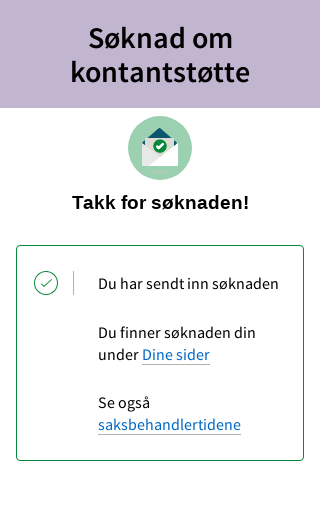 Søknad om
kontantstøtte
Takk for søknaden!
Du har sendt inn søknaden
Du finner søknaden din
under Dine sider
Se også
saksbehandlertidene